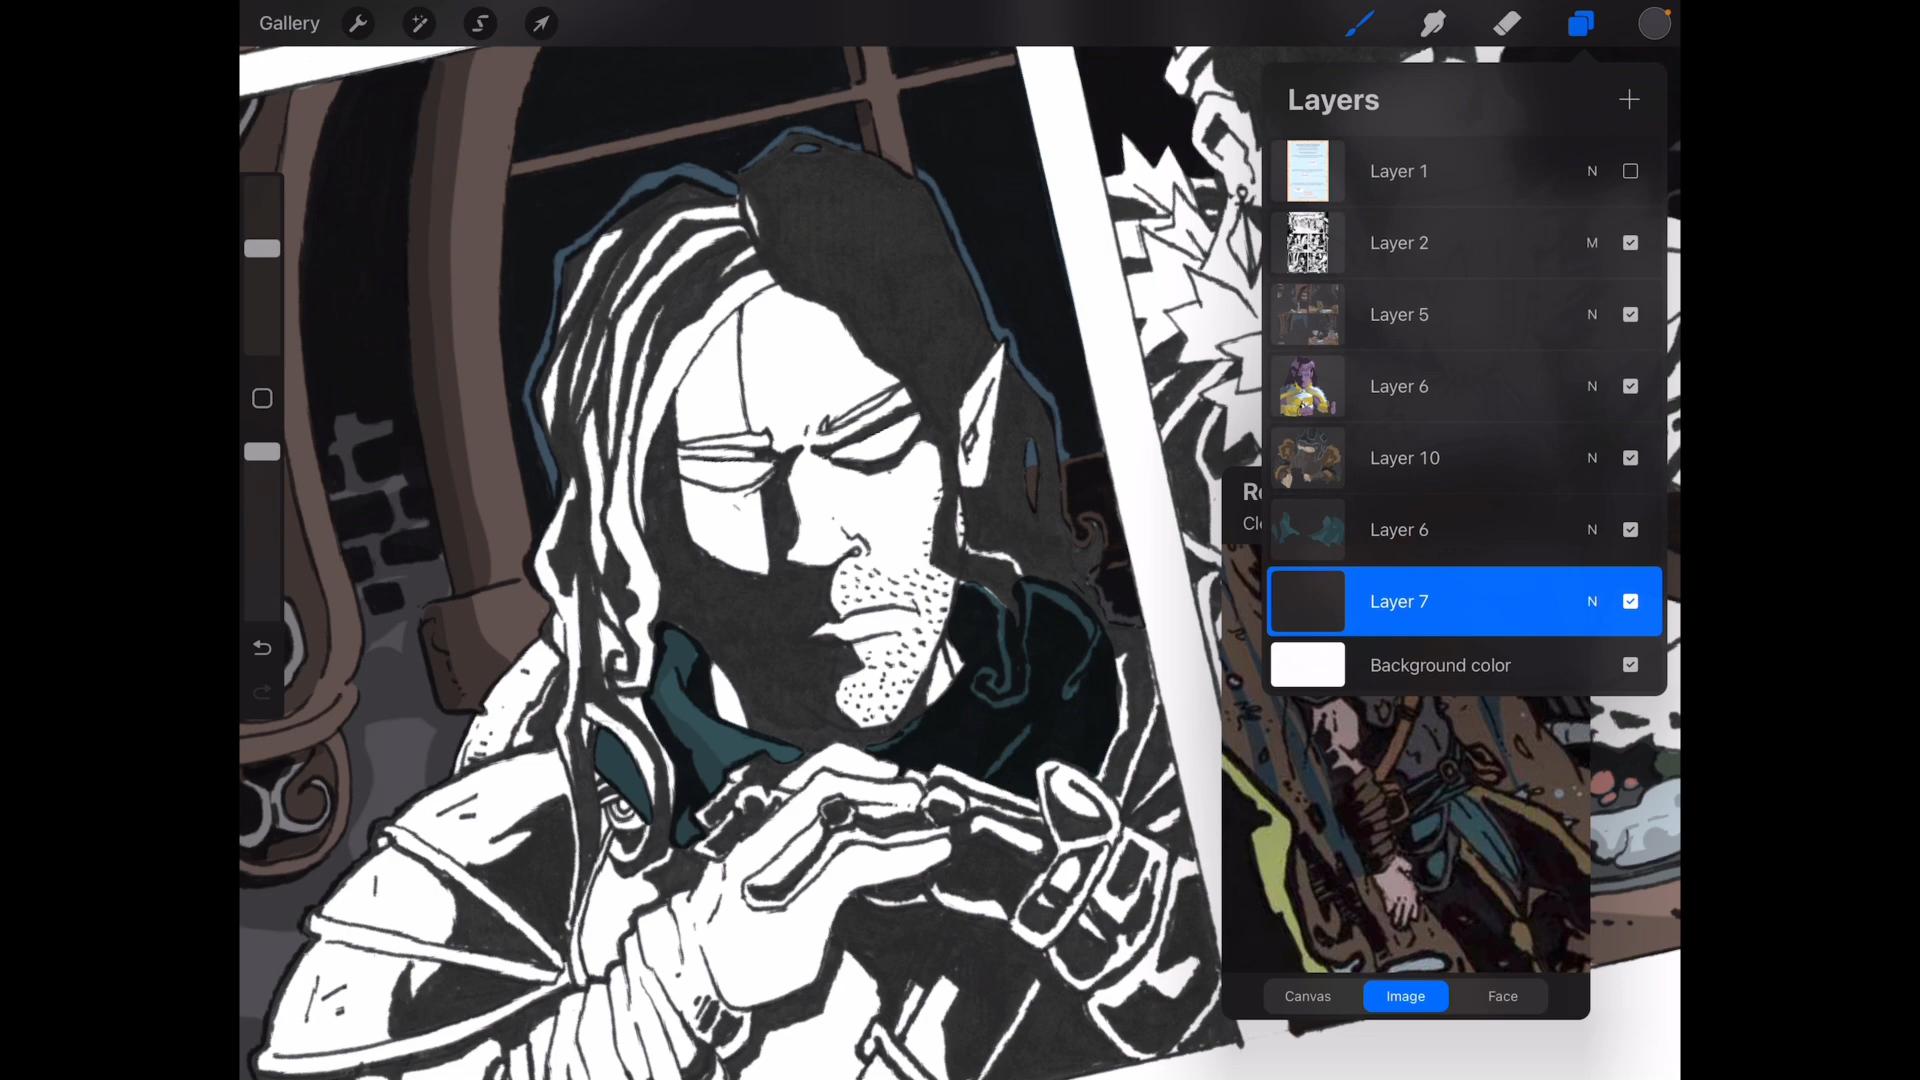 Gallery
Layers
Layer 1 N
Layer 2 M
Layer 5 N
Layer 6 N
Layer 10 N
Layer 6 N
Layer 7 N
Background color
Canvas Image Face